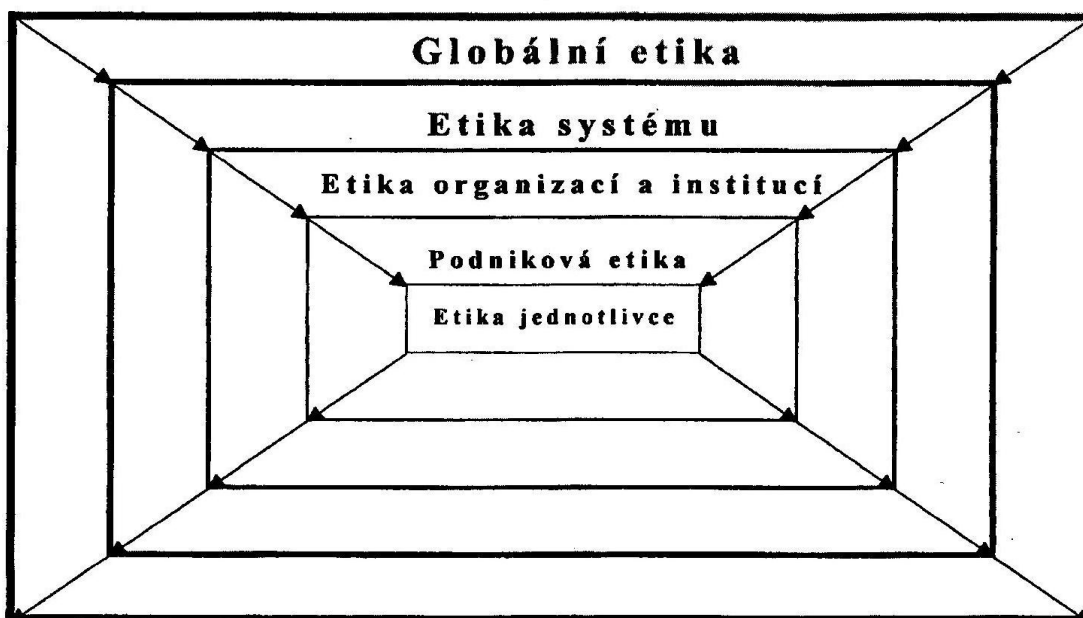 Globální etika
Etika systému
Etika organizací a institucí
Podniková etika
Etika jednotlivce